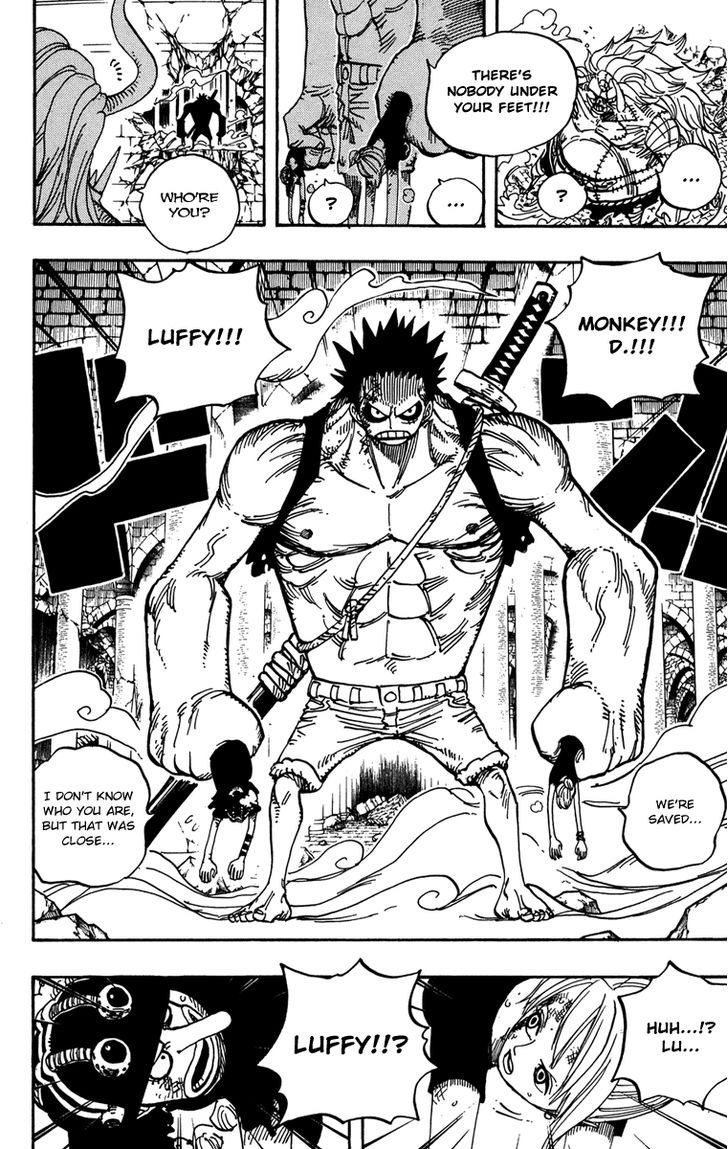 ...
?
THERE'S
NOBODY UNDER
YOUR FEET!!!
...
?
WHO'RE
YOU?
MONKEY!!!
D.!!!
LUFFY!!!
WE'RE
SAVED...
I DON'T KNOW
WHO YOU ARE,
BUT THAT WAS
CLOSE...
HUH...!?
LU...
LUFFY!!?